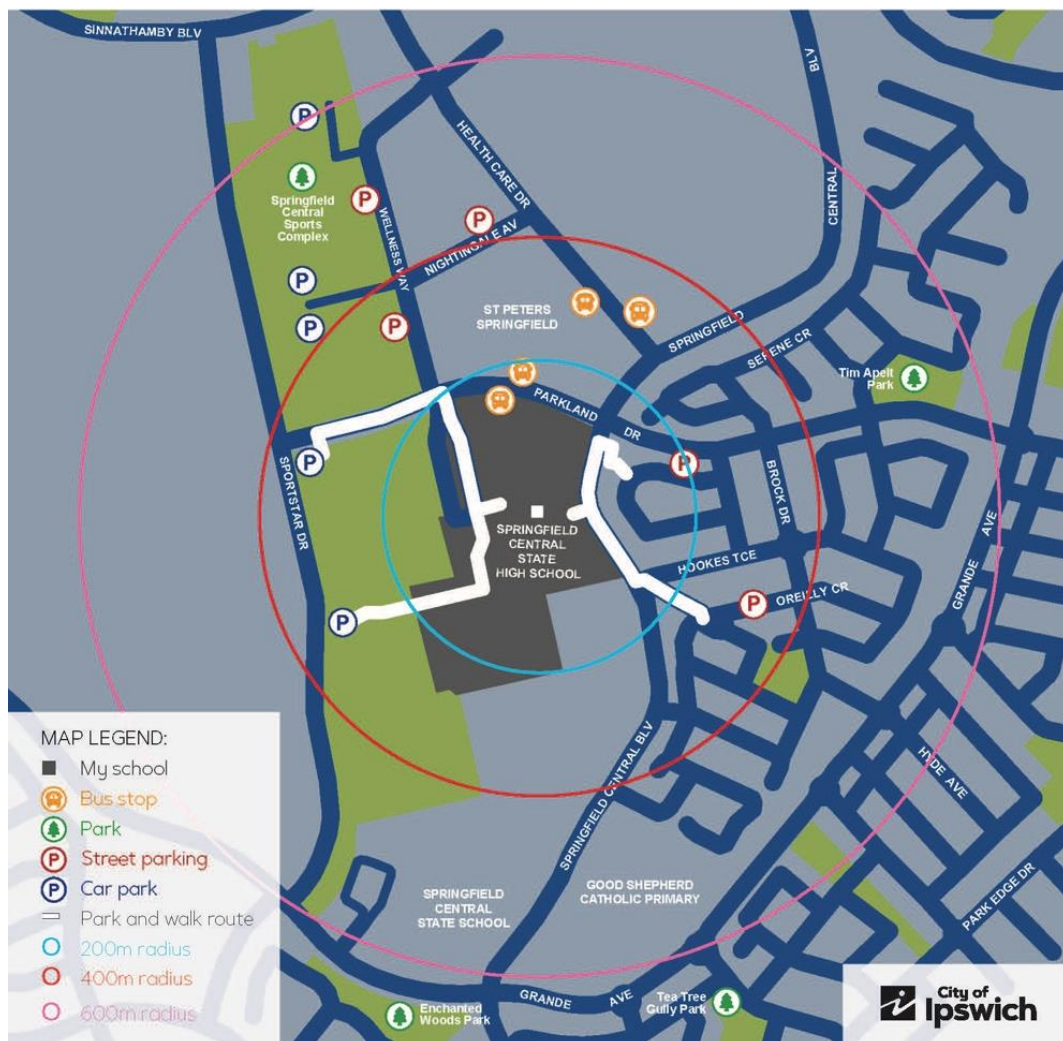 SINNATHAMBY BLV
P
HEALTH CARE DR
BLV
CENTRAL
Springfield
Central
Sports
Complex
P
P
WELLNESS WAY
NIGHTINGALE AV
P
P
P
ST PETERS
SPRINGFIELD
SPRINGFIELD
SERENE CR
Tim Apelt
Park
PARKLAND
DR
P
P
SPORTSTAR DR
BROCK DR
SPRINGFIELD
CENTRAL
STATE
HIGH SCHOOL
HOOKES TCE
OREILLY CR
P
P
GRANDE AVE
HYDE AVE
SPRINGFIELD CENTRAL BLV
PARK EDGE DR
SPRINGFIELD
CENTRAL
STATE SCHOOL
GOOD SHEPHERD
CATHOLIC PRIMARY
GRANDE AVE
Enchanted
Woods Park
Tea Tree
Gully Park
MAP LEGEND:
My school
Bus stop
Park
P Street parking
P Car park
Park and walk route
200m radius
400m radius
600m radius
City of
Ipswich